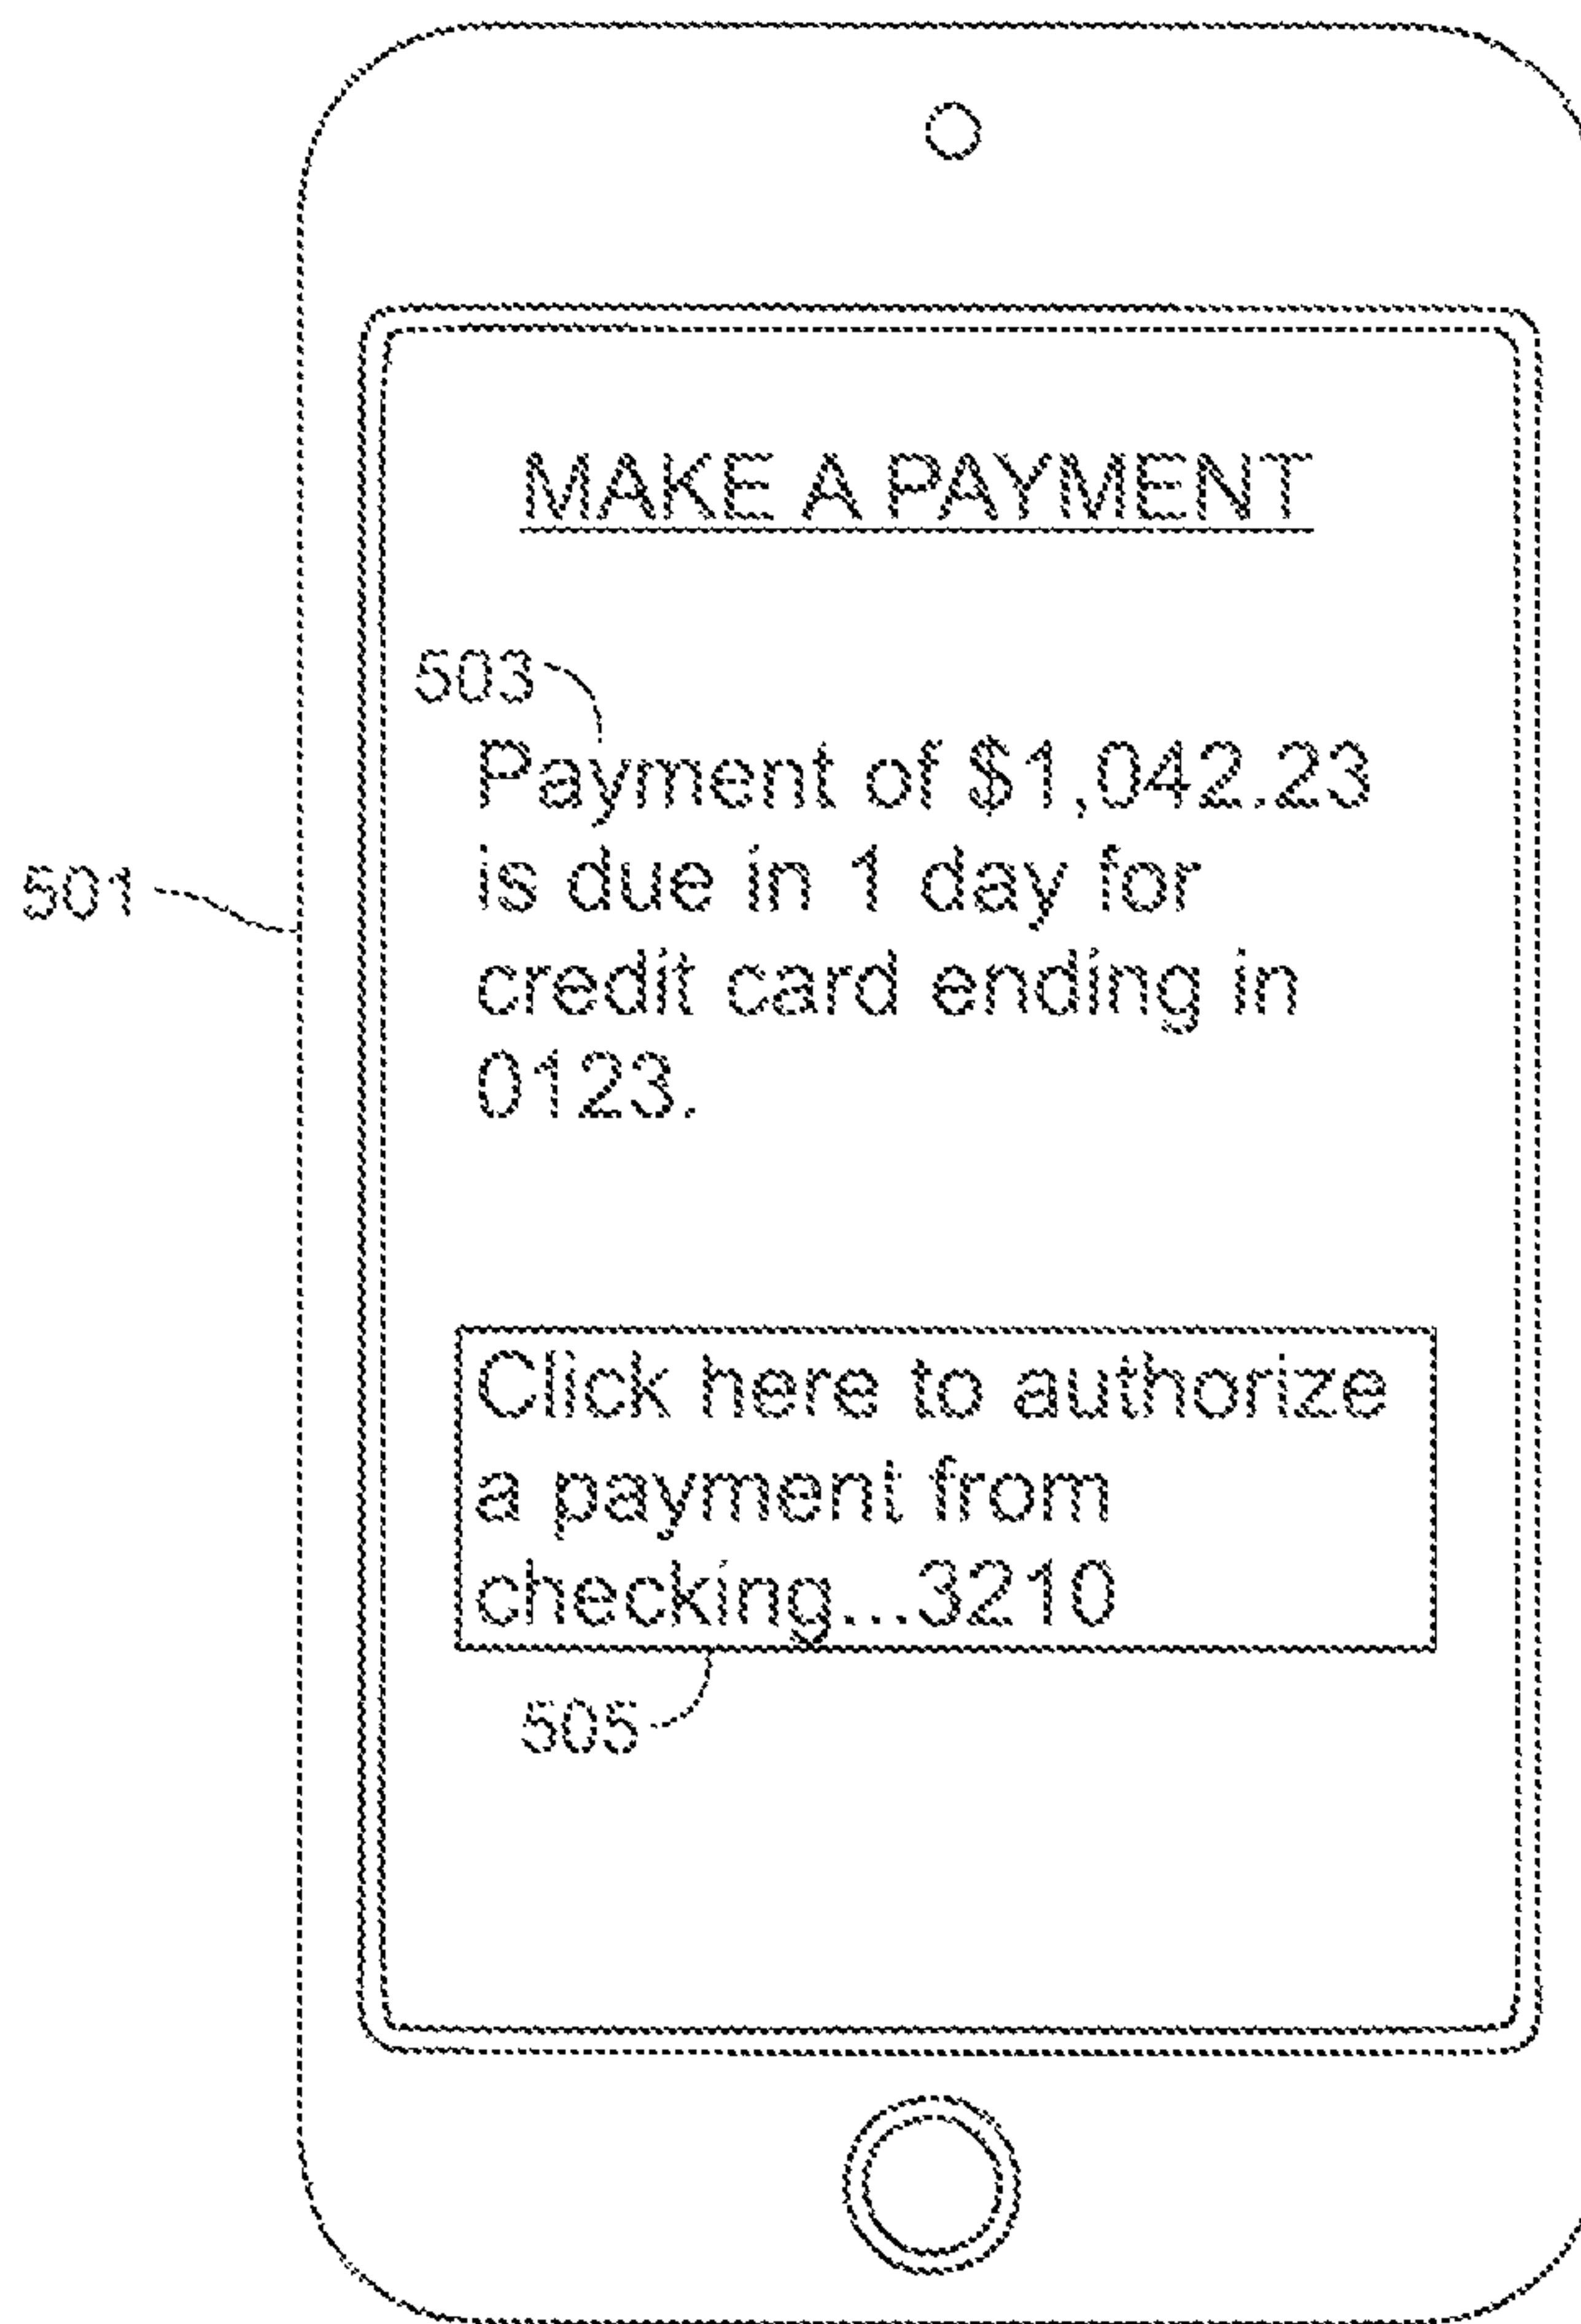 MAKE A PAYMENT
503
Payment of $1,042.23
is due in 1 day for
501
credit card ending in
0123.
Click here to authorize
a payment from
checking...3210
505